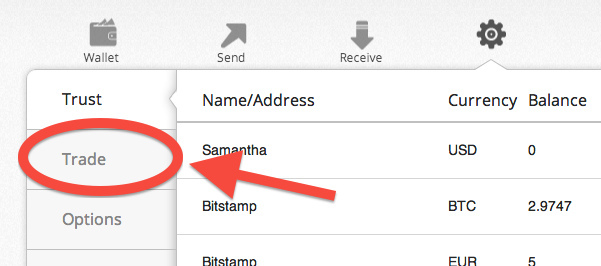 Wallet Send Receive
Trust Name/Address Currency Balance
Trade Samantha USD 0
Options Bitstamp BTC 2.9747
Bitstamp EUR 5